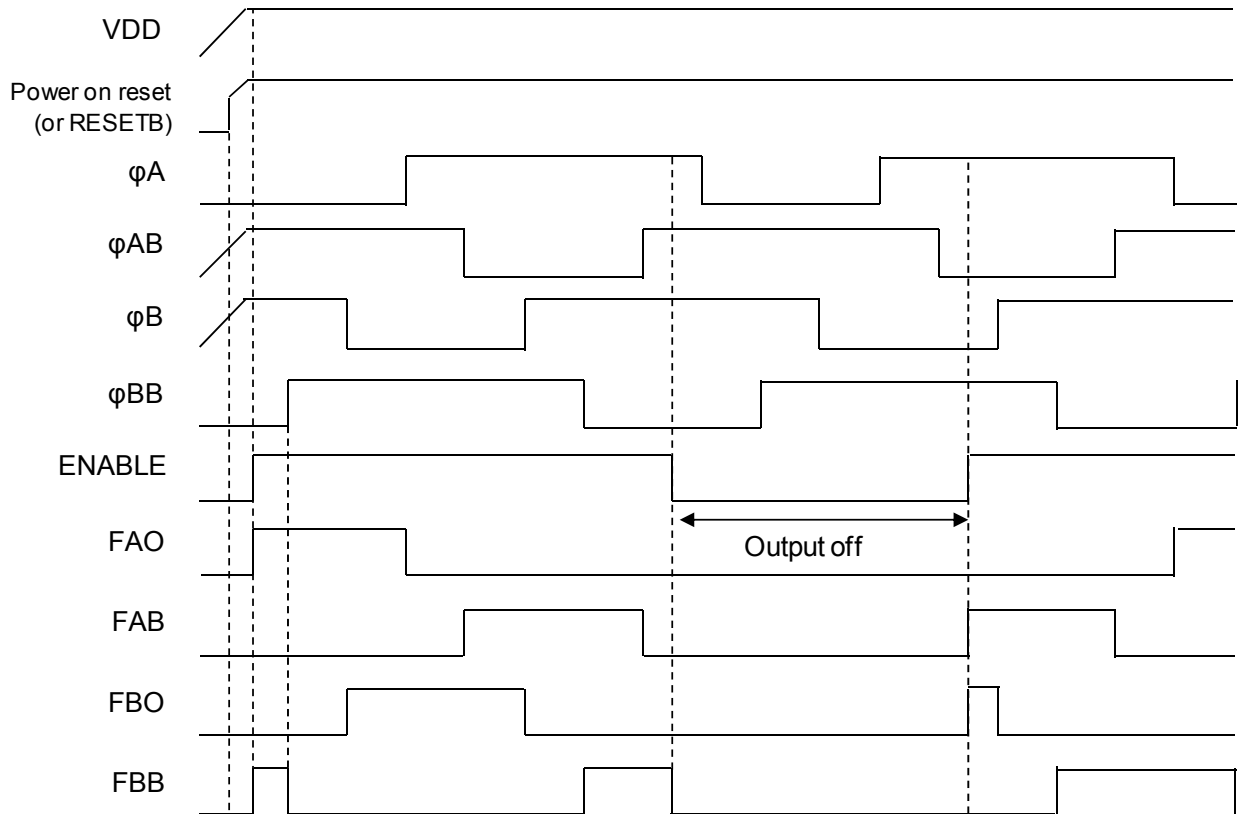 VDD
Power on reset
(or RESETB)
φA
φAB
φB
φBB
ENABLE
Output off
FAO
FAB
FBO
FBB